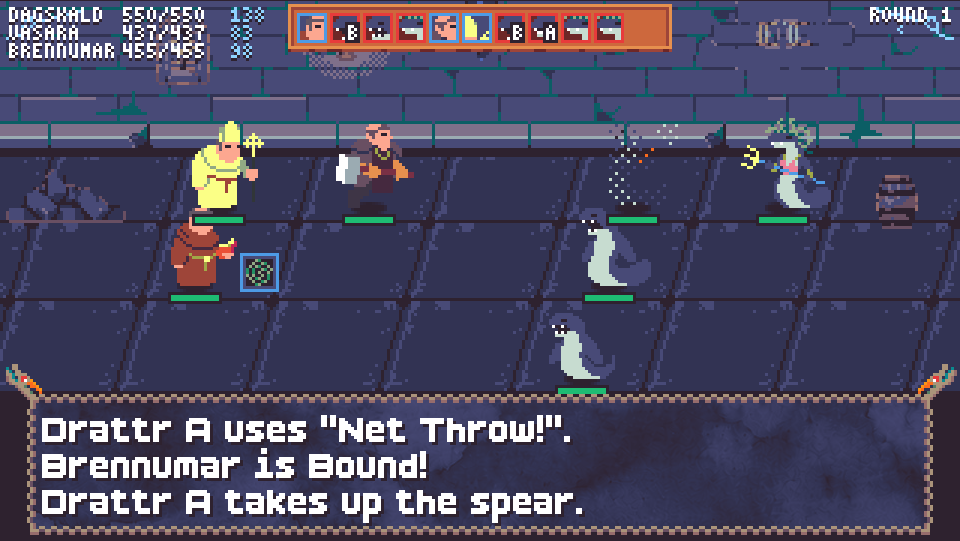 DAGSKALD 550/550 138
VASARA 437/437 83
BRENNUMAR 455/455 98
B B A
ROUND 1
Drattr A uses "Net Throw!".
Brennumar is Bound!
Drattr A takes up the spear.